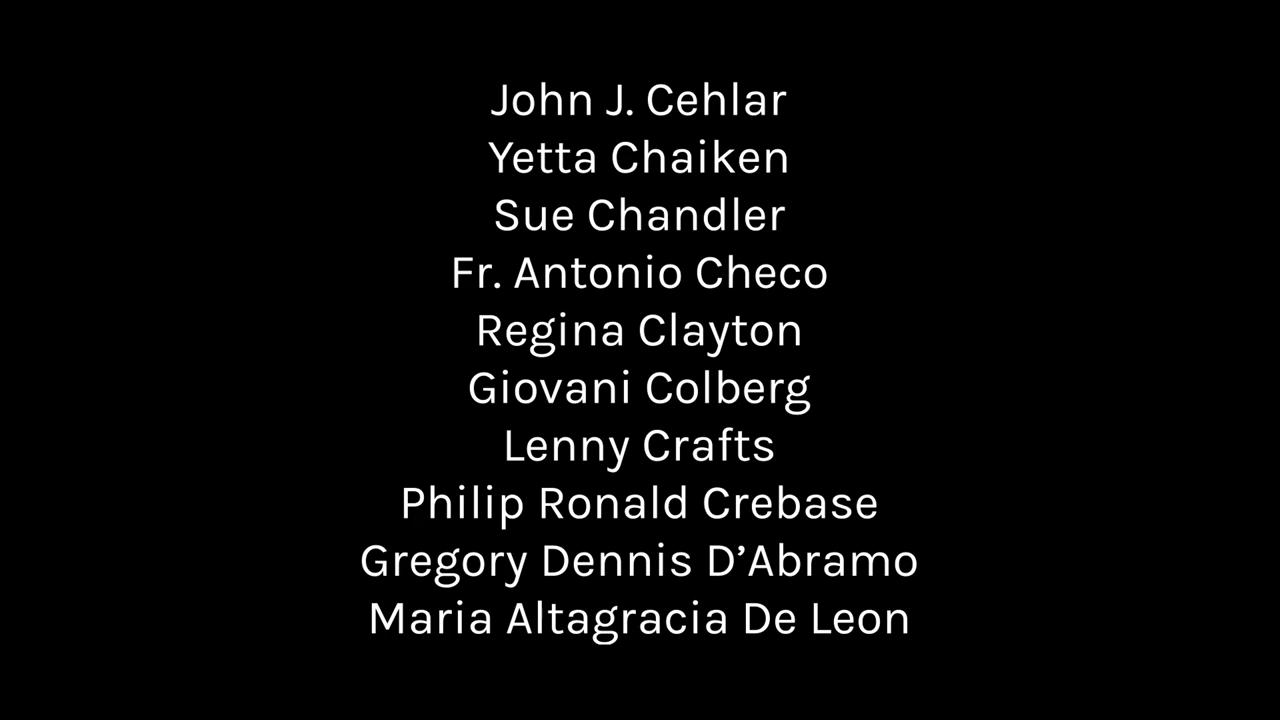 John J. Cehlar
Yetta Chaiken
Sue Chandler
Fr. Antonio Checo
Regina Clayton
Giovani Colberg
Lenny Crafts
Philip Ronald Crebase
Gregory Dennis D’Abramo
Maria Altagracia De Leon